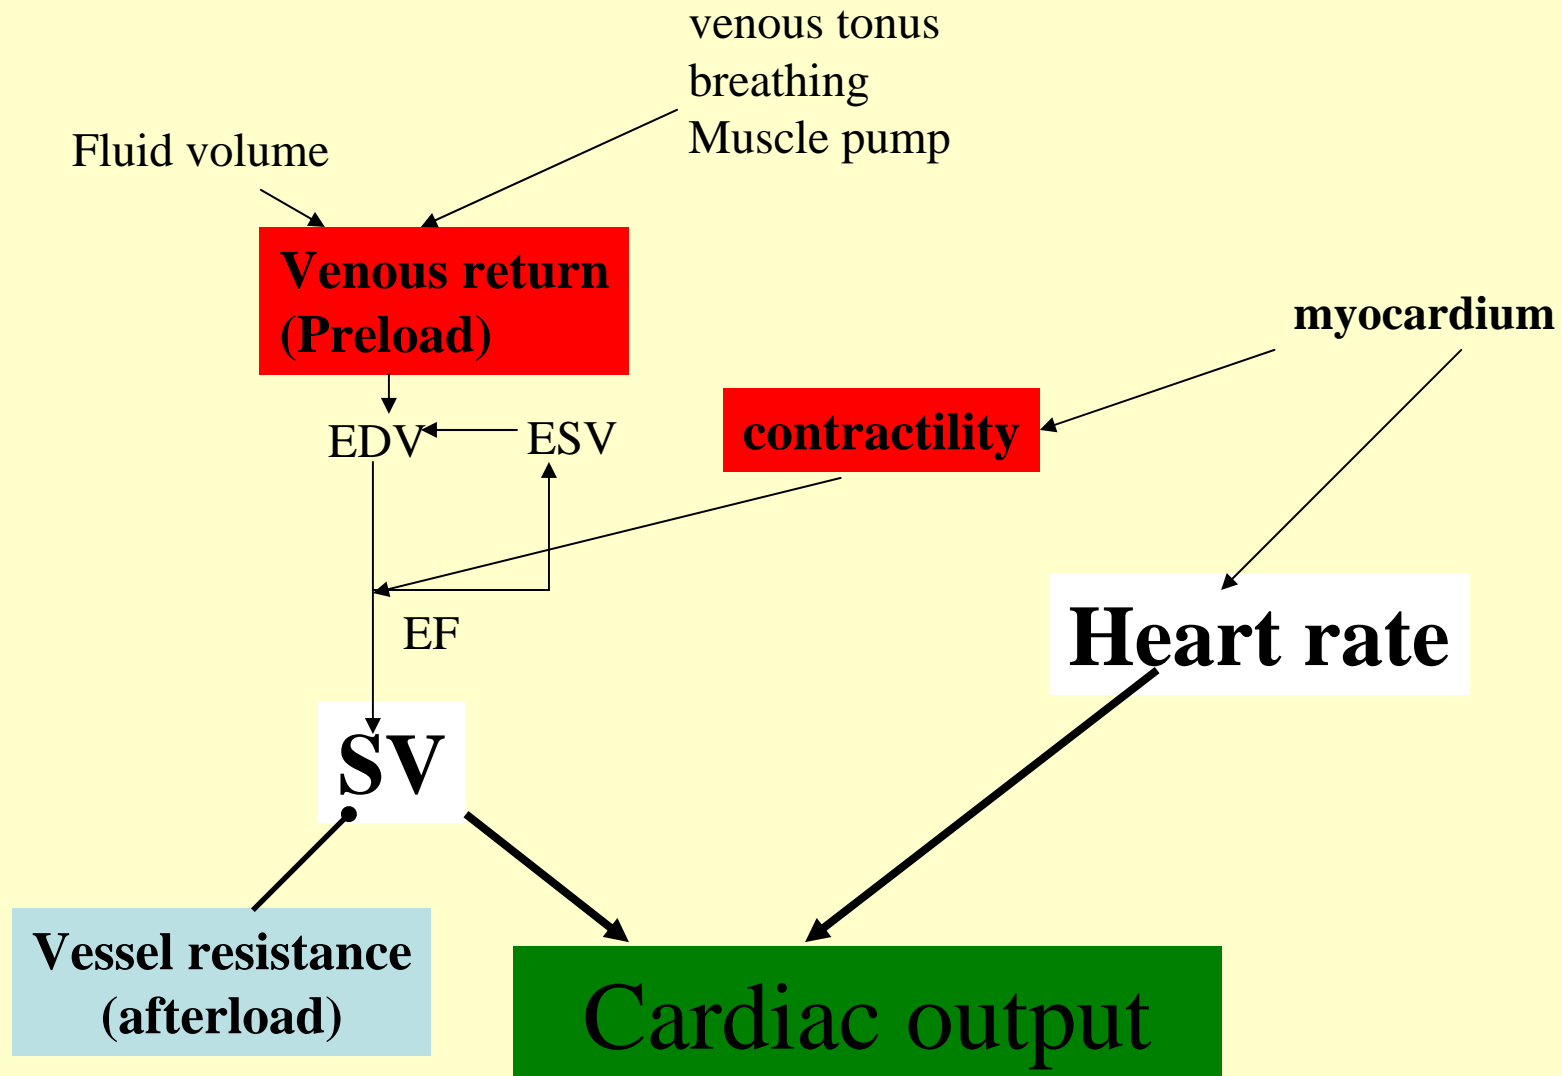 venous tonus
breathing
Muscle pump
Fluid volume
Venous return
(Preload)
myocardium
contractility
EDV
ESV
EF
Heart rate
SV
Vessel resistance
(afterload)
Cardiac output